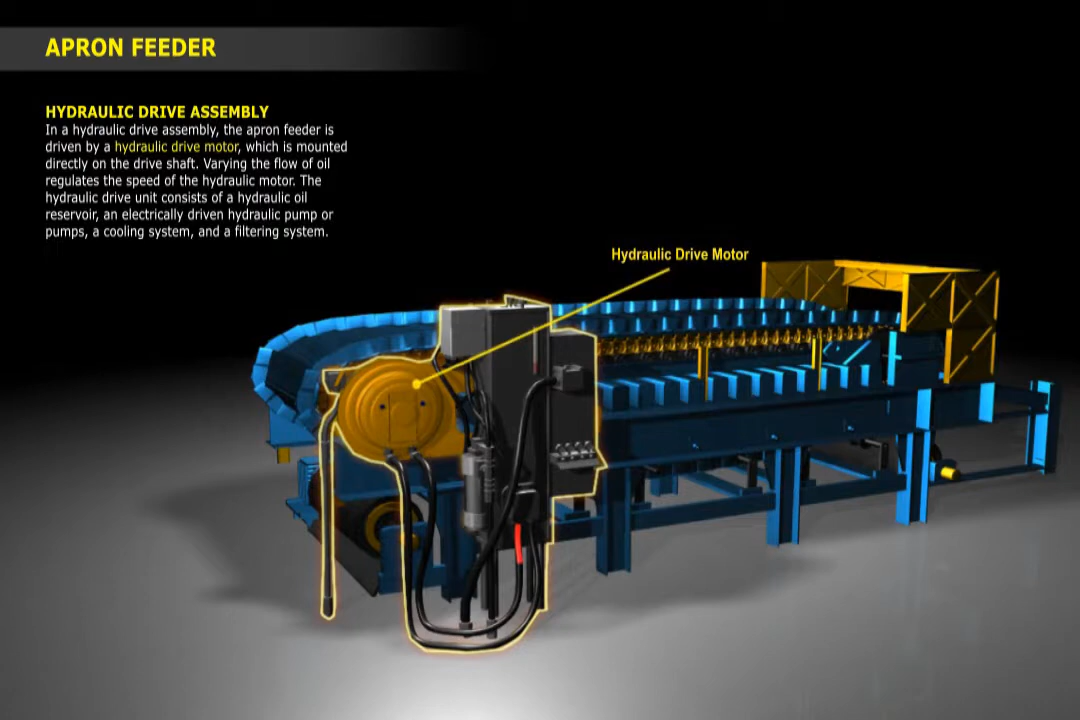 APRON FEEDER
HYDRAULIC DRIVE ASSEMBLY
In a hydraulic drive assembly, the apron feeder is
driven by a hydraulic drive motor, which is mounted
directly on the drive shaft. Varying the flow of oil
regulates the speed of the hydraulic motor. The
hydraulic drive unit consists of a hydraulic oil
reservoir, an electrically driven hydraulic pump or
pumps, a cooling system, and a filtering system.
Hydraulic Drive Motor